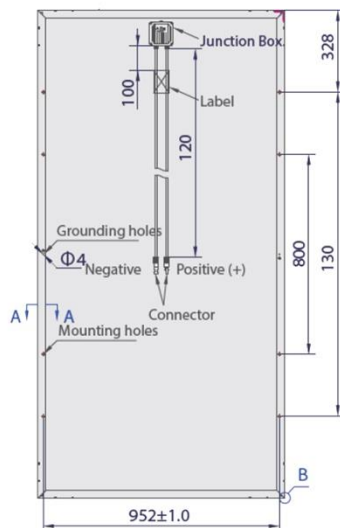 Junction Box
328
100
Label
120
Grounding holes
Φ4
Negative
Positive (+)
800
130
Connector
A
A
Mounting holes
B
952±1.0